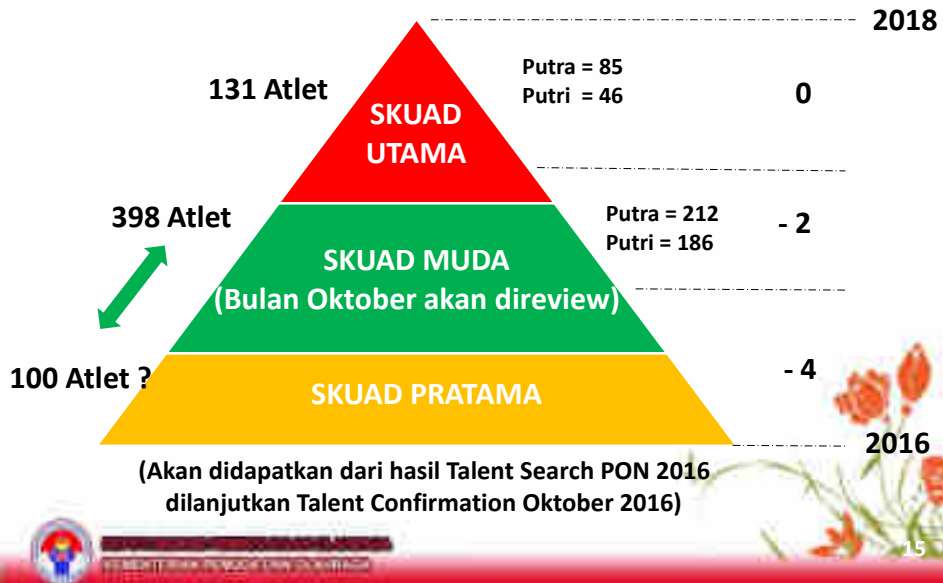 2018
131 Atlet
Putra = 85
Putri = 46
0
SKUAD
UTAMA
398 Atlet
Putra = 212
Putri = 186
- 2
SKUAD MUDA
(Bulan Oktober akan direview)
100 Atlet ?
- 4
SKUAD PRATAMA
2016
(Akan didapatkan dari hasil Talent Search PON 2016
dilanjutkan Talent Confirmation Oktober 2016)
15